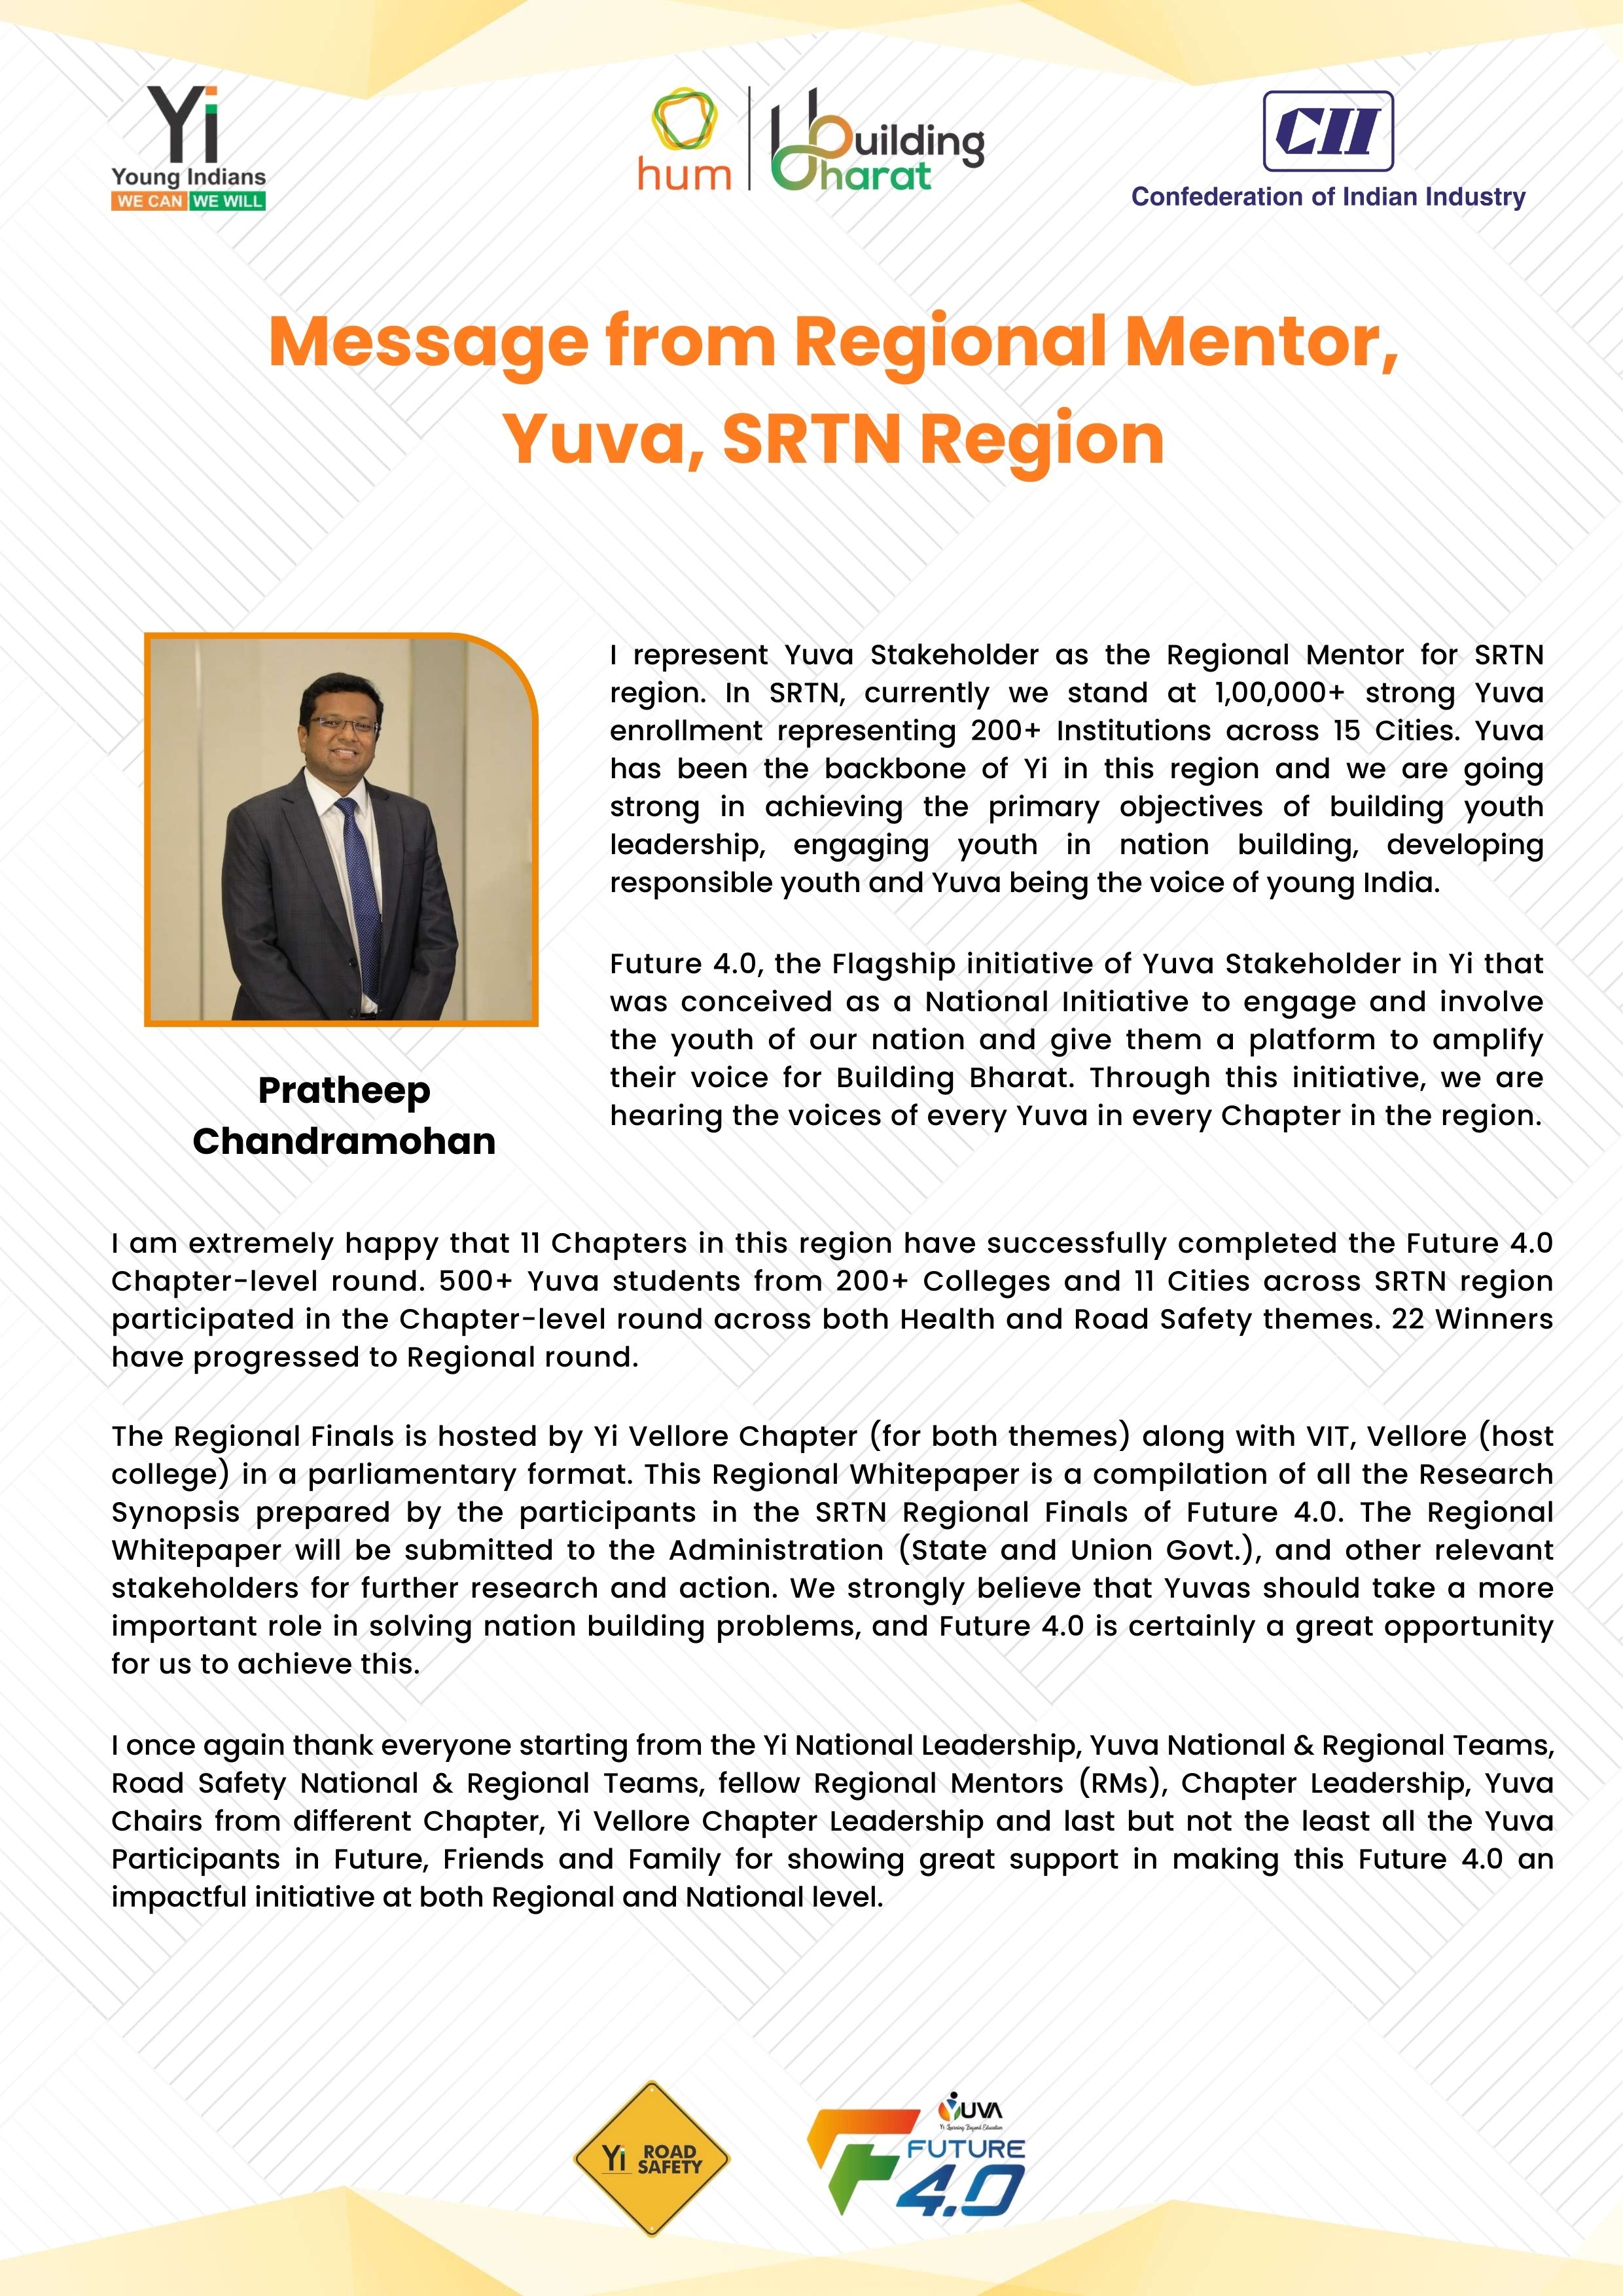 Yi
Young Indians
WE CAN WE WILL
hum
Building
Bharat
CII
Confederation of Indian Industry
Message from Regional Mentor,
Yuva, SRTN Region
I represent Yuva Stakeholder as the Regional Mentor for SRTN
region. In SRTN, currently we stand at 1,00,000+ strong Yuva
enrollment representing 200+ Institutions across 15 Cities. Yuva
has been the backbone of Yi in this region and we are going
strong in achieving the primary objectives of building youth
leadership, engaging youth in nation building, developing
responsible youth and Yuva being the voice of young India.
Future 4.0, the Flagship initiative of Yuva Stakeholder in Yi that
was conceived as a National Initiative to engage and involve
the youth of our nation and give them a platform to amplify
their voice for Building Bharat. Through this initiative, we are
hearing the voices of every Yuva in every Chapter in the region.
Pratheep
Chandramohan
I am extremely happy that 11 Chapters in this region have successfully completed the Future 4.0
Chapter-level round. 500+ Yuva students from 200+ Colleges and 11 Cities across SRTN region
participated in the Chapter-level round across both Health and Road Safety themes. 22 Winners
have progressed to Regional round.
The Regional Finals is hosted by Yi Vellore Chapter (for both themes) along with VIT, Vellore (host
college) in a parliamentary format. This Regional Whitepaper is a compilation of all the Research
Synopsis prepared by the participants in the SRTN Regional Finals of Future 4.0. The Regional
Whitepaper will be submitted to the Administration (State and Union Govt.), and other relevant
stakeholders for further research and action. We strongly believe that Yuvas should take a more
important role in solving nation building problems, and Future 4.0 is certainly a great opportunity
for us to achieve this.
I once again thank everyone starting from the Yi National Leadership, Yuva National & Regional Teams,
Road Safety National & Regional Teams, fellow Regional Mentors (RMs), Chapter Leadership, Yuva
Chairs from different Chapter, Yi Vellore Chapter Leadership and last but not the least all the Yuva
Participants in Future, Friends and Family for showing great support in making this Future 4.0 an
impactful initiative at both Regional and National level.
Yi ROAD
SAFETY
YUVA
Yi Learning Beyond Education
FUTURE
4.0